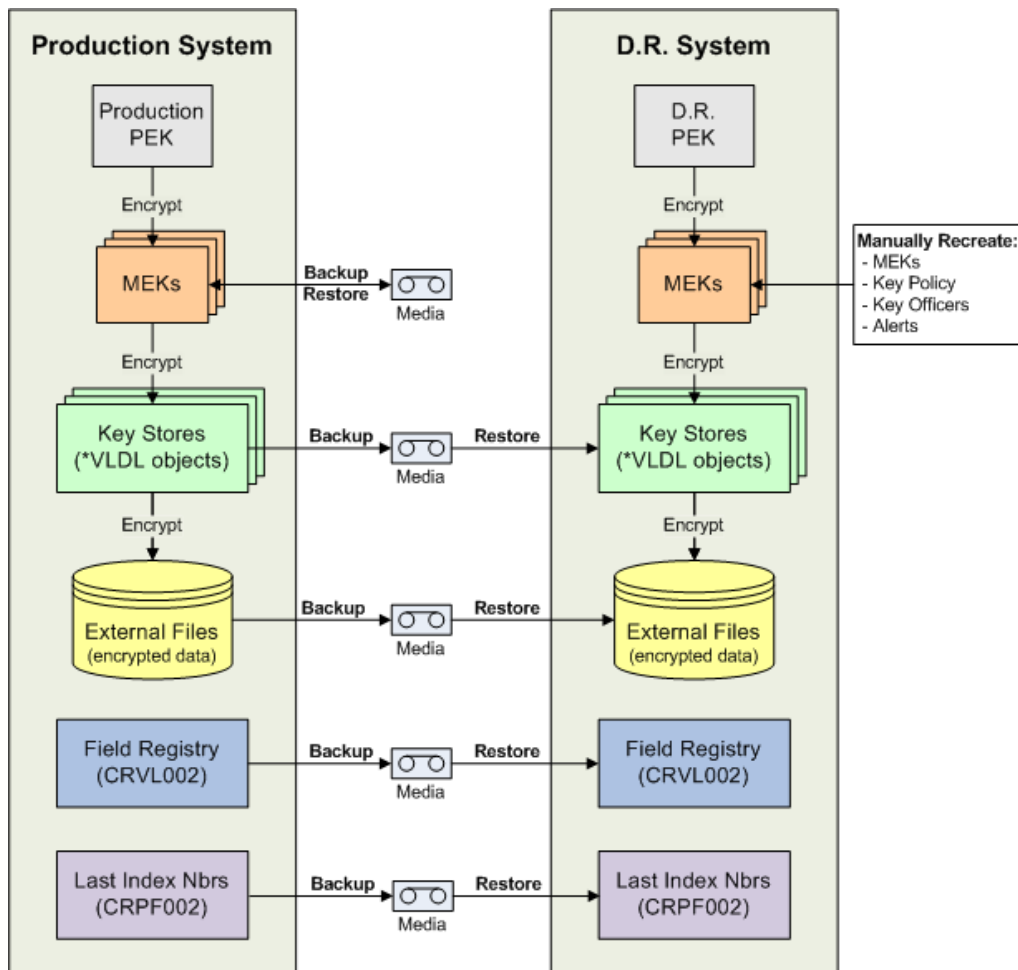 Production System
D.R. System
Production
PEK
D.R.
PEK
Encrypt
Encrypt
MEKs
Backup
Restore
Media
MEKs
Manually Recreate:
- MEKs
- Key Policy
- Key Officers
- Alerts
Encrypt
Encrypt
Key Stores
(*VLDL objects)
Backup
Media
Restore
Key Stores
(*VLDL objects)
Encrypt
Encrypt
External Files
(encrypted data)
Backup
Media
Restore
External Files
(encrypted data)
Field Registry
(CRVL002)
Backup
Media
Restore
Field Registry
(CRVL002)
Last Index Nbrs
(CRPF002)
Backup
Media
Restore
Last Index Nbrs
(CRPF002)